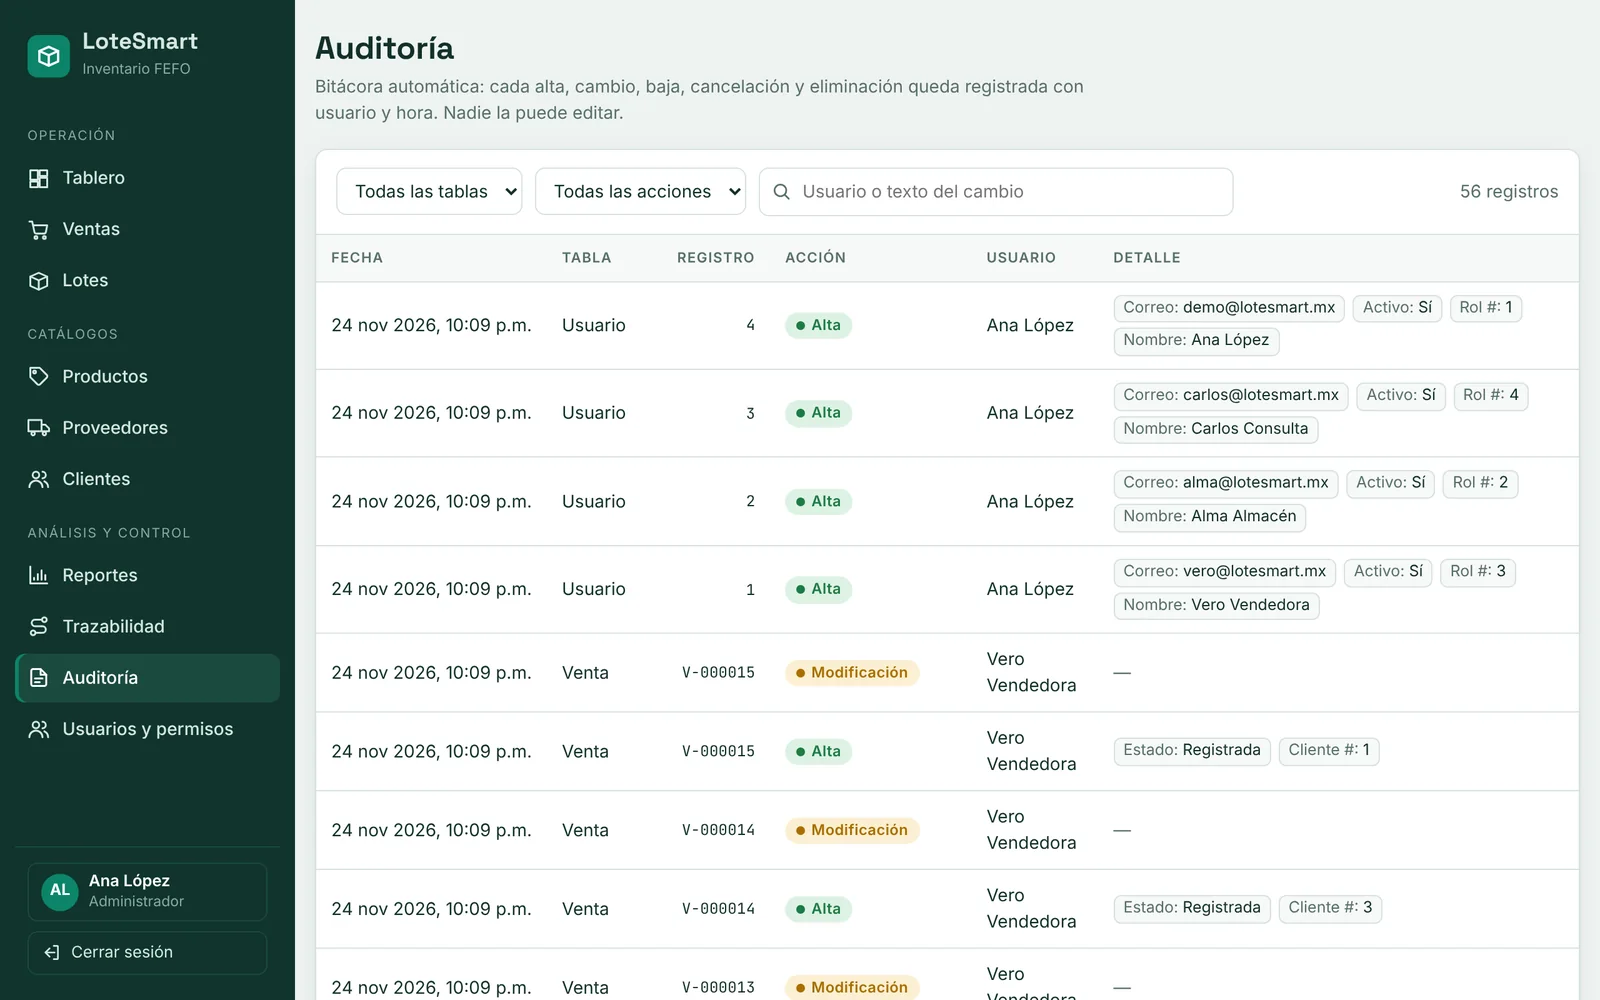 LoteSmart
Inventario FEFO
OPERACIÓN
Tablero
Ventas
Lotes
CATÁLOGOS
Productos
Proveedores
Clientes
ANÁLISIS Y CONTROL
Reportes
Trazabilidad
Auditoría
Usuarios y permisos
AL
Ana López
Administrador
Cerrar sesión
Auditoría
Bitácora automática: cada alta, cambio, baja, cancelación y eliminación queda registrada con
usuario y hora. Nadie la puede editar.
Todas las tablas
Todas las acciones
Usuario o texto del cambio
56 registros
FECHA TABLA REGISTRO ACCIÓN USUARIO DETALLE
24 nov 2026, 10:09 p.m. Usuario 4 Alta Ana López Correo: demo@lotesmart.mx Activo: Sí Rol #: 1
Nombre: Ana López
24 nov 2026, 10:09 p.m. Usuario 3 Alta Ana López Correo: carlos@lotesmart.mx Activo: Sí Rol #: 4
Nombre: Carlos Consulta
24 nov 2026, 10:09 p.m. Usuario 2 Alta Ana López Correo: alma@lotesmart.mx Activo: Sí Rol #: 2
Nombre: Alma Almacén
24 nov 2026, 10:09 p.m. Usuario 1 Alta Ana López Correo: vero@lotesmart.mx Activo: Sí Rol #: 3
Nombre: Vero Vendedora
24 nov 2026, 10:09 p.m. Venta V-000015 Modificación Vero
Vendedora —
24 nov 2026, 10:09 p.m. Venta V-000015 Alta Vero
Vendedora Estado: Registrada Cliente #: 1
24 nov 2026, 10:09 p.m. Venta V-000014 Modificación Vero
Vendedora —
24 nov 2026, 10:09 p.m. Venta V-000014 Alta Vero
Vendedora Estado: Registrada Cliente #: 3
24 nov 2026, 10:09 p.m. Venta V-000013 Modificación Vero
Vendedora —